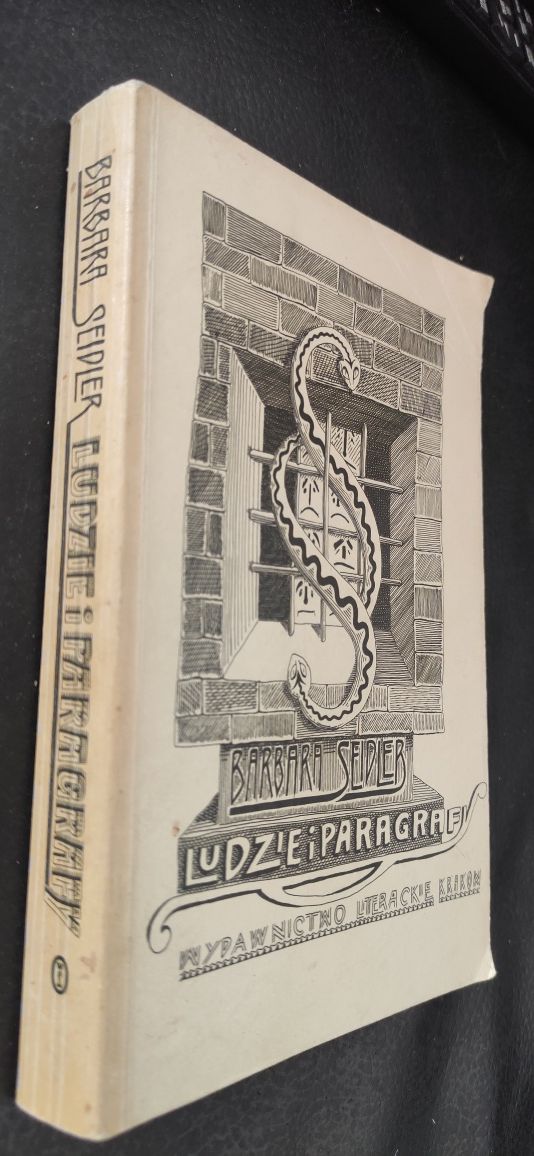 BARBARA SEIDLER LUDZIE i PARAGRAFY
BARBARA SEIDLER
LUDZIE i PARAGRAFY
WYDAWNICTWO LITERACKIE KRAKÓW